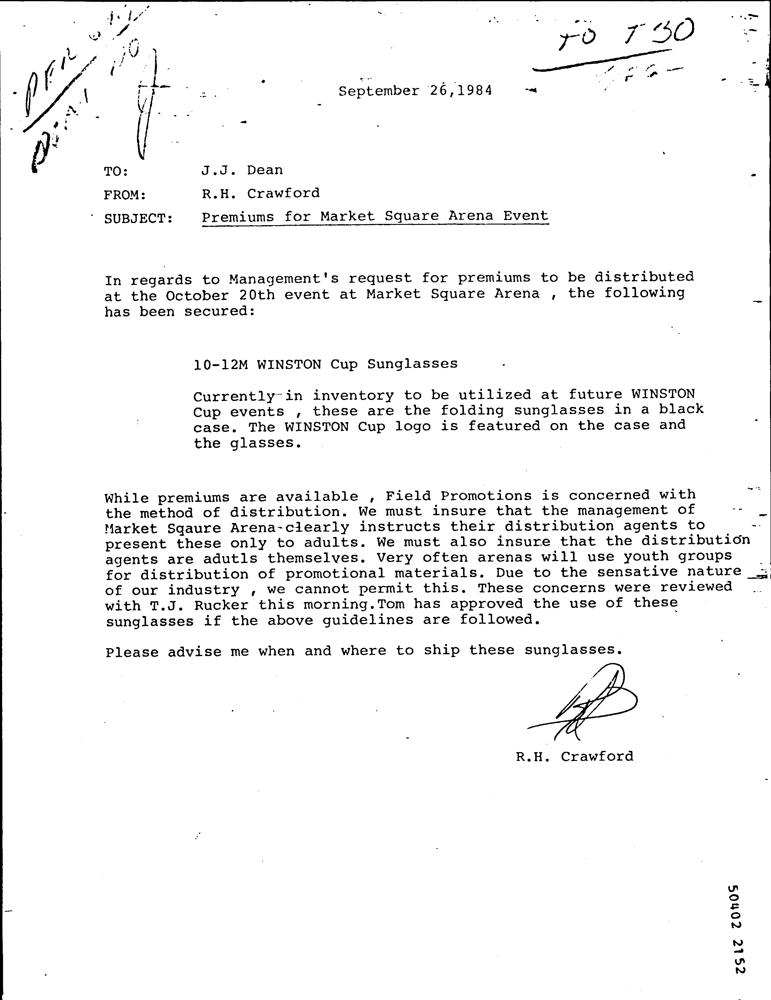 TO TBO
September 26,1984
TO: J.J. Dean
FROM: R.H. Crawford
SUBJECT: Premiums for Market Square Arena Event
In regards to Management's request for premiums to be distributed
at the October 20th event at Market Square Arena , the following
has been secured:
10-12M WINSTON Cup Sunglasses
Currently in inventory to be utilized at future WINSTON
Cup events , these are the folding sunglasses in a black
case. The WINSTON Cup logo is featured on the case and
the glasses.
While premiums are available , Field Promotions is concerned with
the method of distribution. We must insure that the management of
Market Sqaure Arena clearly instructs their distribution agents to
present these only to adults. We must also insure that the distribution
agents are adutls themselves. Very often arenas will use youth groups
for distribution of promotional materials. Due to the sensative nature
of our industry , we cannot permit this. These concerns were reviewed
with T.J. Rucker this morning.Tom has approved the use of these
sunglasses if the above guidelines are followed.
Please advise me when and where to ship these sunglasses.
R.H. Crawford
50402 2152